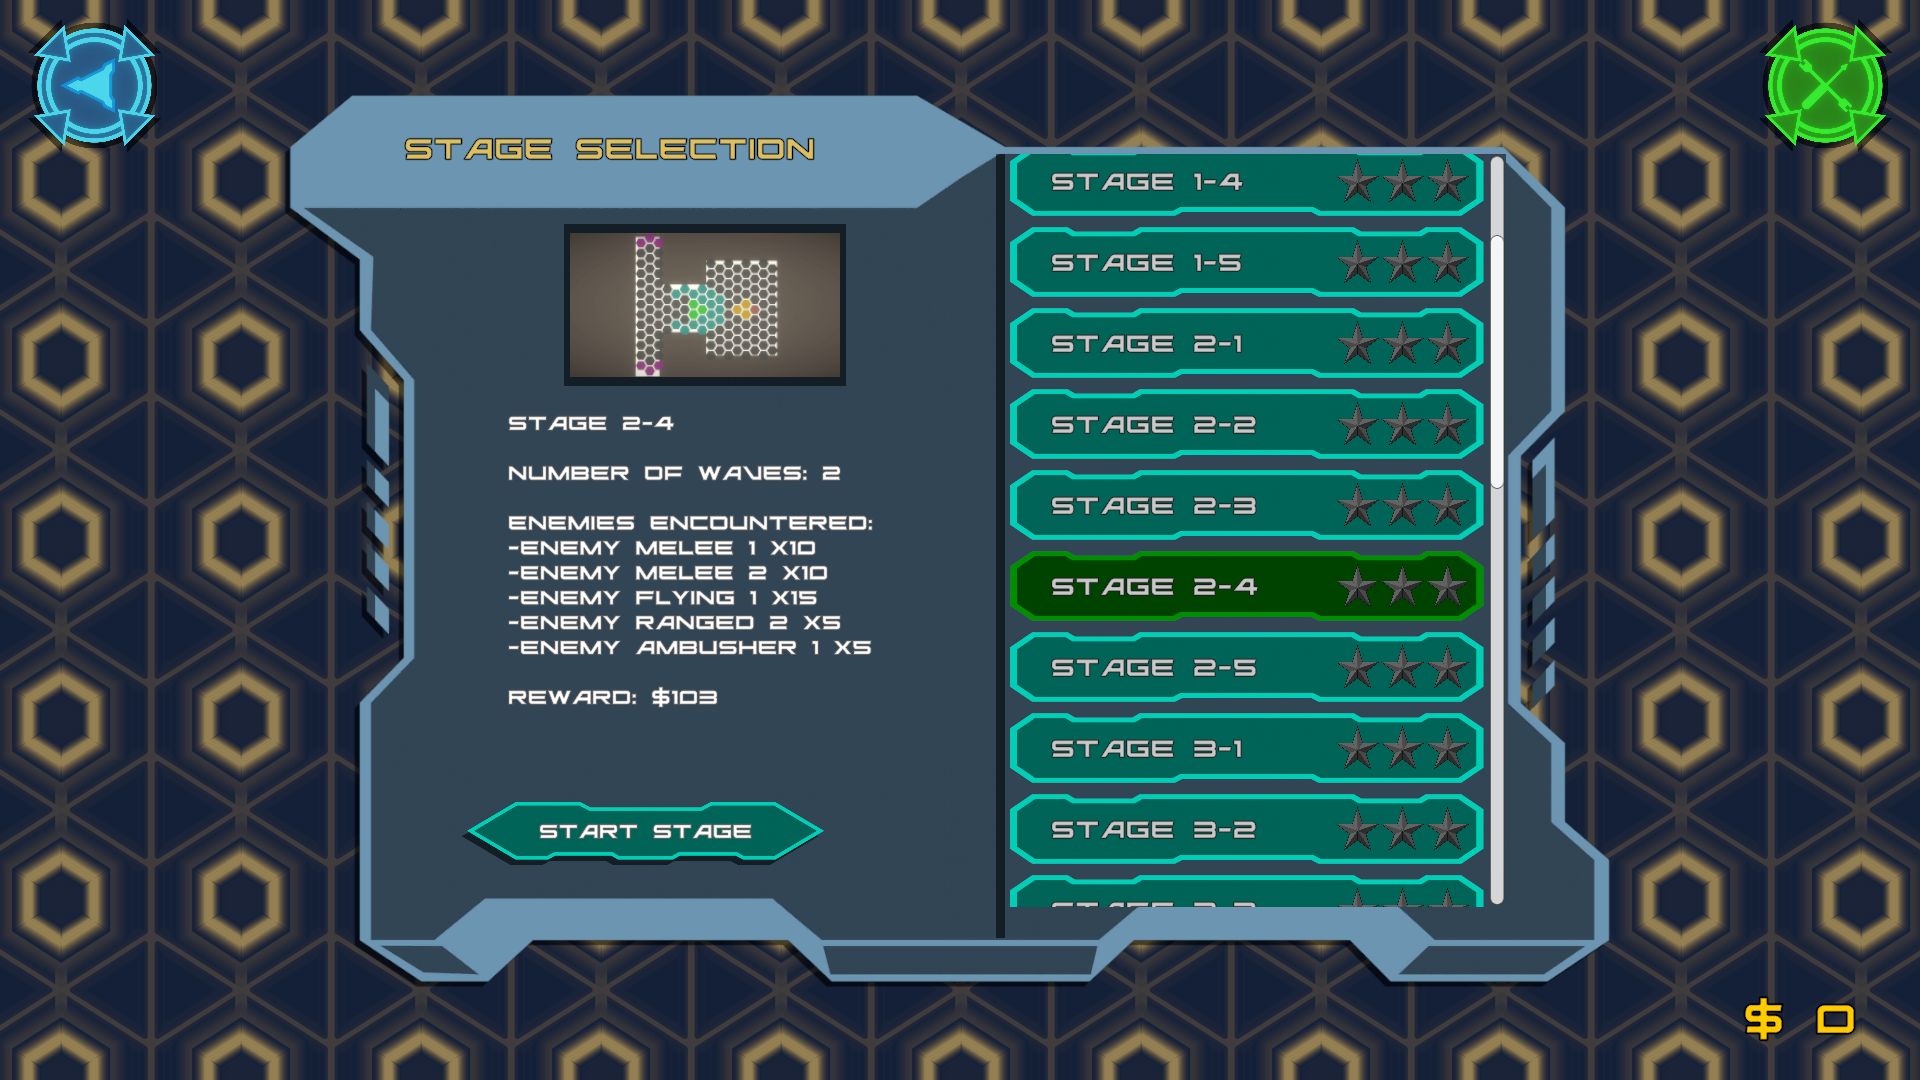 STAGE SELECTION
STAGE 2-4
NUMBER OF WAVES: 2
ENEMIES ENCOUNTERED:
-ENEMY MELEE 1 X10
-ENEMY MELEE 2 X10
-ENEMY FLYING 1 X15
-ENEMY RANGED 2 X5
-ENEMY AMBUSHER 1 X5
REWARD: $103
START STAGE
STAGE 1-4
STAGE 1-5
STAGE 2-1
STAGE 2-2
STAGE 2-3
STAGE 2-4
STAGE 2-5
STAGE 3-1
STAGE 3-2
$ 0